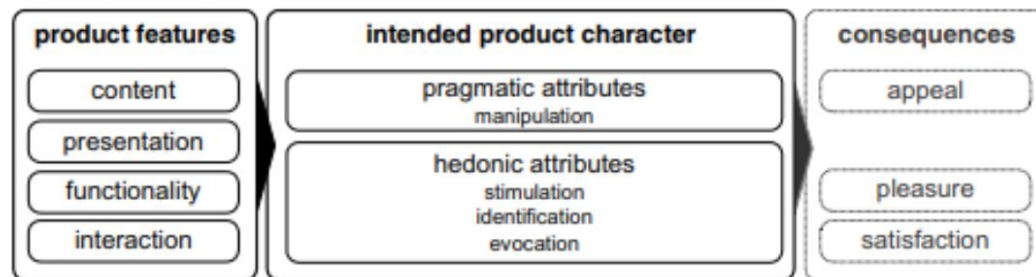 product features
content
presentation
functionality
interaction
intended product character
pragmatic attributes
manipulation
hedonic attributes
stimulation
identification
evocation
consequences
appeal
pleasure
satisfaction